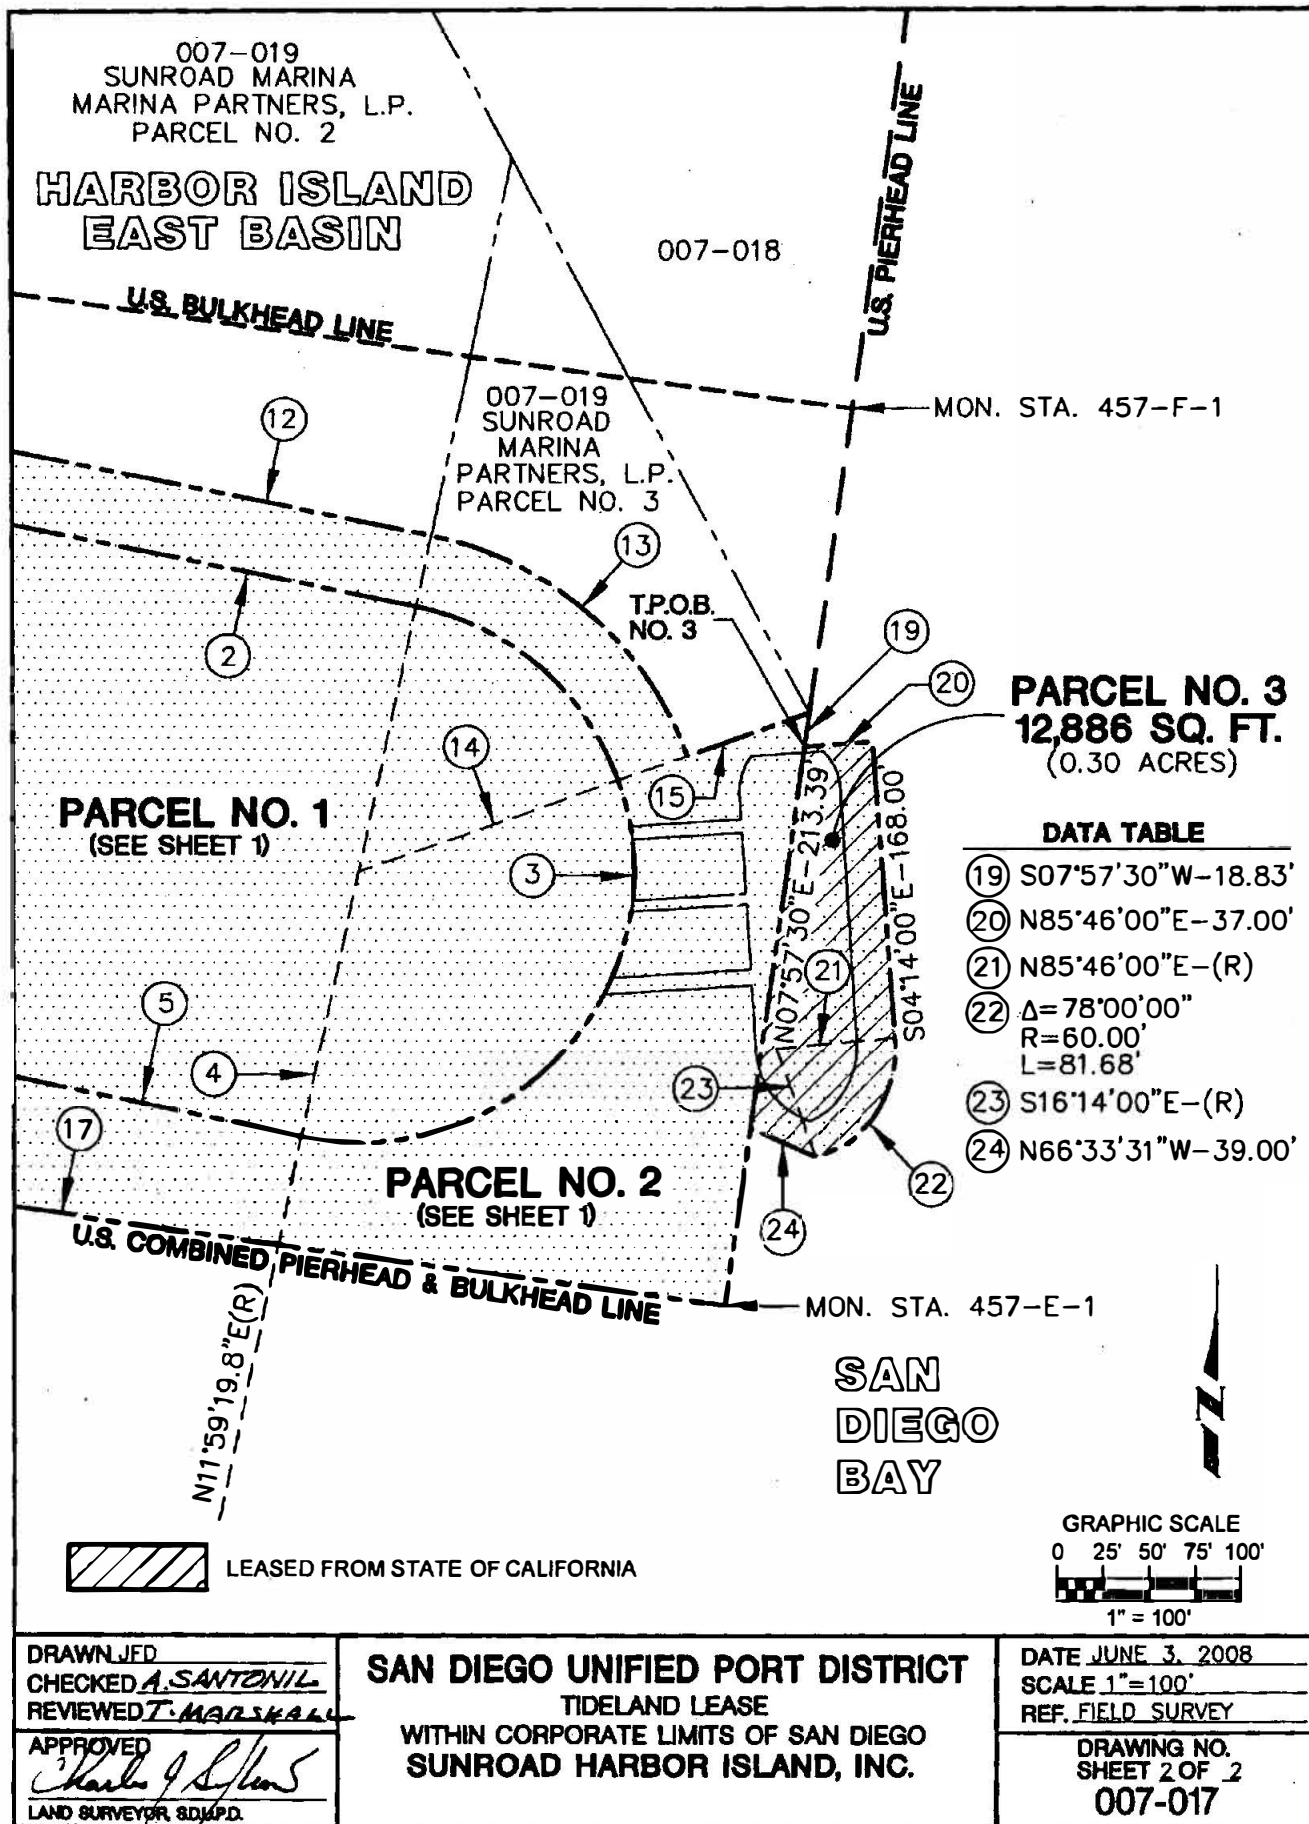 007-019
SUNROAD MARINA
MARINA PARTNERS, L.P.
PARCEL NO. 2
HARBOR ISLAND
EAST BASIN
007-018
U.S. PIERHEAD LINE
U.S. BULKHEAD LINE
MON. STA. 457-F-1
007-019
SUNROAD
MARINA
PARTNERS, L.P.
PARCEL NO. 3
12
13
2
T.P.O.B.
NO. 3
19
20
PARCEL NO. 3
12,886 SQ. FT.
(0.30 ACRES)
14
15
PARCEL NO. 1
(SEE SHEET 1)
3
N07°57'30"E-213.39'
S04°14'00"E-168.00'
21
DATA TABLE
19 S07°57'30"W-18.83'
20 N85°46'00"E-37.00'
21 N85°46'00"E-(R)
22 Δ=78°00'00"
R=60.00'
L=81.68'
23 S16°14'00"E-(R)
24 N66°33'31"W-39.00'
5
4
23
17
22
24
PARCEL NO. 2
(SEE SHEET 1)
U.S. COMBINED PIERHEAD & BULKHEAD LINE
MON. STA. 457-E-1
N11°59'19.8"E(R)
SAN
DIEGO
BAY
GRAPHIC SCALE
0 25' 50' 75' 100'
1" = 100'
LEASED FROM STATE OF CALIFORNIA
DRAWN JFD
CHECKED A. SANTONIL
REVIEWED T. MARSHALL
APPROVED
LAND SURVEYOR, S.D.U.P.D.
SAN DIEGO UNIFIED PORT DISTRICT
TIDELAND LEASE
WITHIN CORPORATE LIMITS OF SAN DIEGO
SUNROAD HARBOR ISLAND, INC.
DATE JUNE 3, 2008
SCALE 1"=100'
REF. FIELD SURVEY
DRAWING NO.
SHEET 2 OF 2
007-017